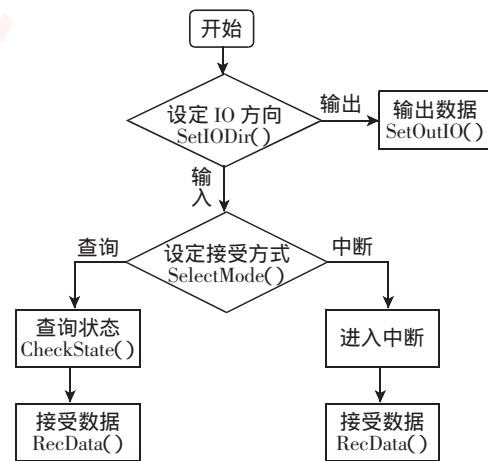 开始
设定 IO 方向
SetIODir()
输出
输出数据
SetOutIO()
输
入
查询
设定接受方式
SelectMode()
中断
查询状态
CheckState()
进入中断
接受数据
RecData()
接受数据
RecData()